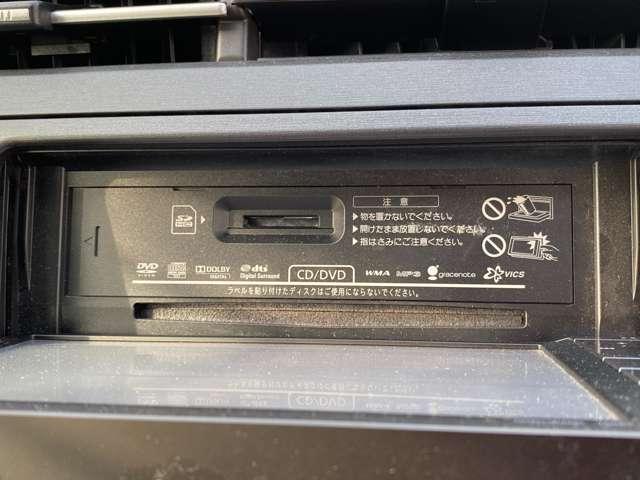 注 意
▶物を置かないでください。
▶開けたまま放置しないでください。
▶指はさみにご注意ください。
SD
DVD
DOLBY
DIGITAL
dts
Digital Surround
CD/DVD
WMA
MP3
gracenote
VICS
ラベルを貼り付けたディスクはご使用にならないでください。